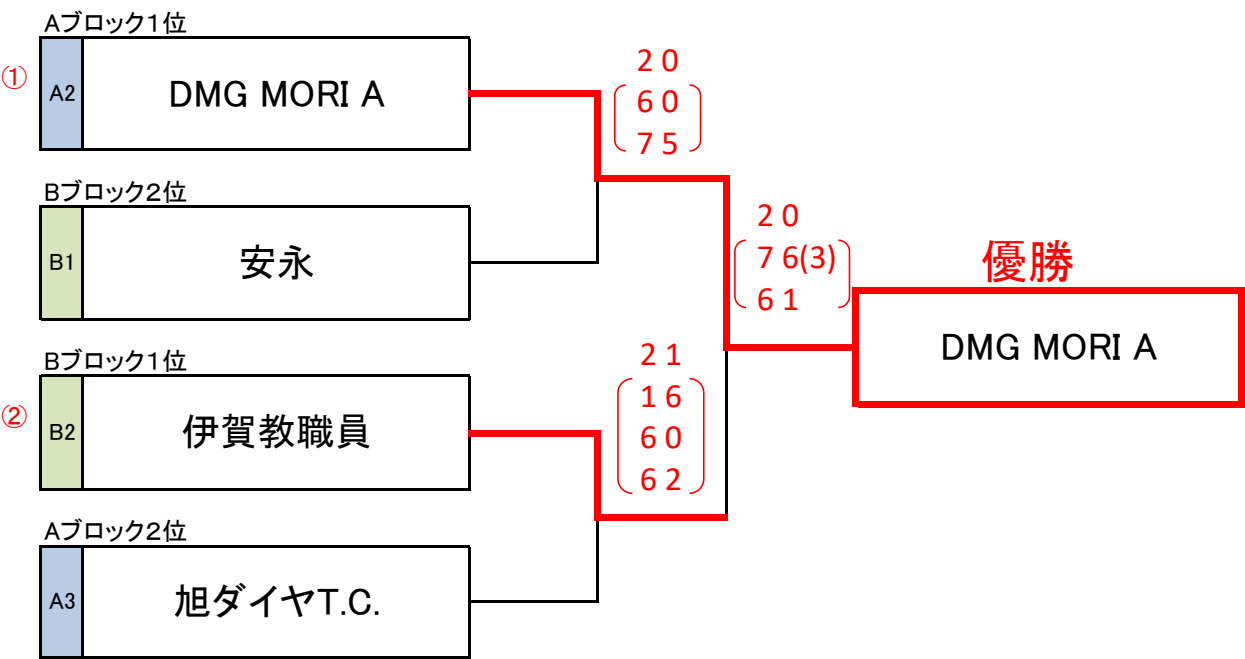 Aブロック1位
①
A2
DMG MORI A
2 0
6 0
7 5
Bブロック2位
B1
安永
2 0
7 6(3)
6 1
優勝
DMG MORI A
Bブロック1位
②
B2
伊賀教職員
2 1
1 6
6 0
6 2
Aブロック2位
A3
旭ダイヤT.C.